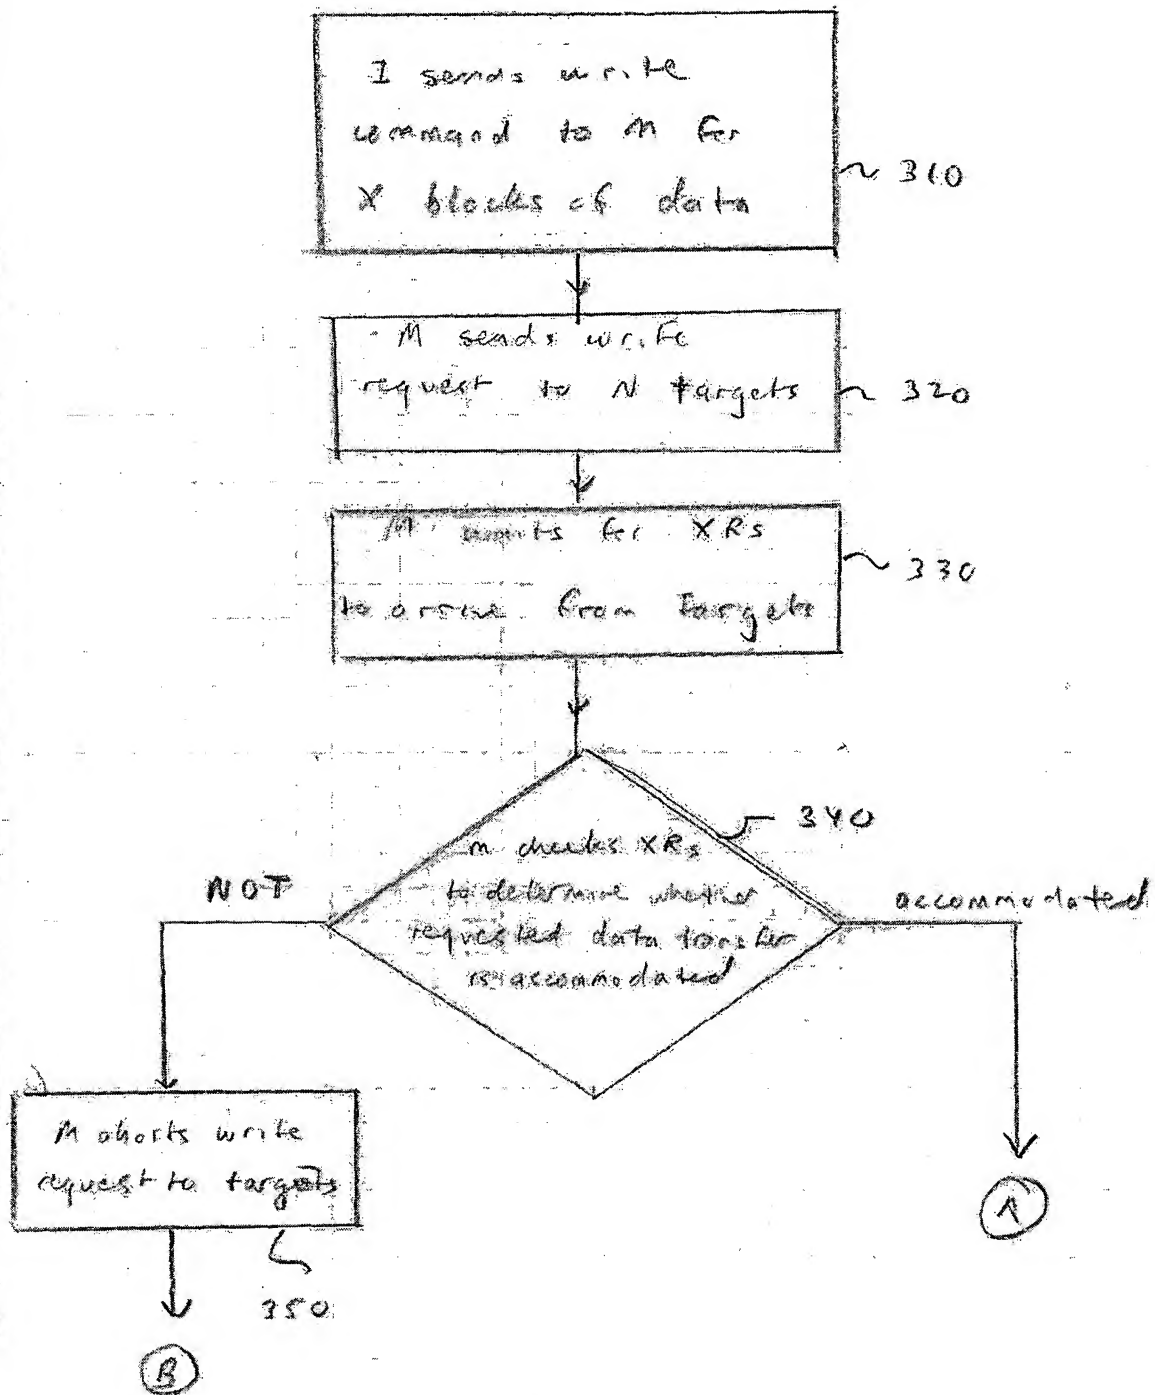 I sends write
command to M for
X blocks of data
310
M sends write
request to N targets
320
M waits for XRs
to arrive from targets
330
340
M checks XRs
to determine whether
requested data transfer
is accommodated
NOT
accommodated
M aborts write
request to targets
350
A
B